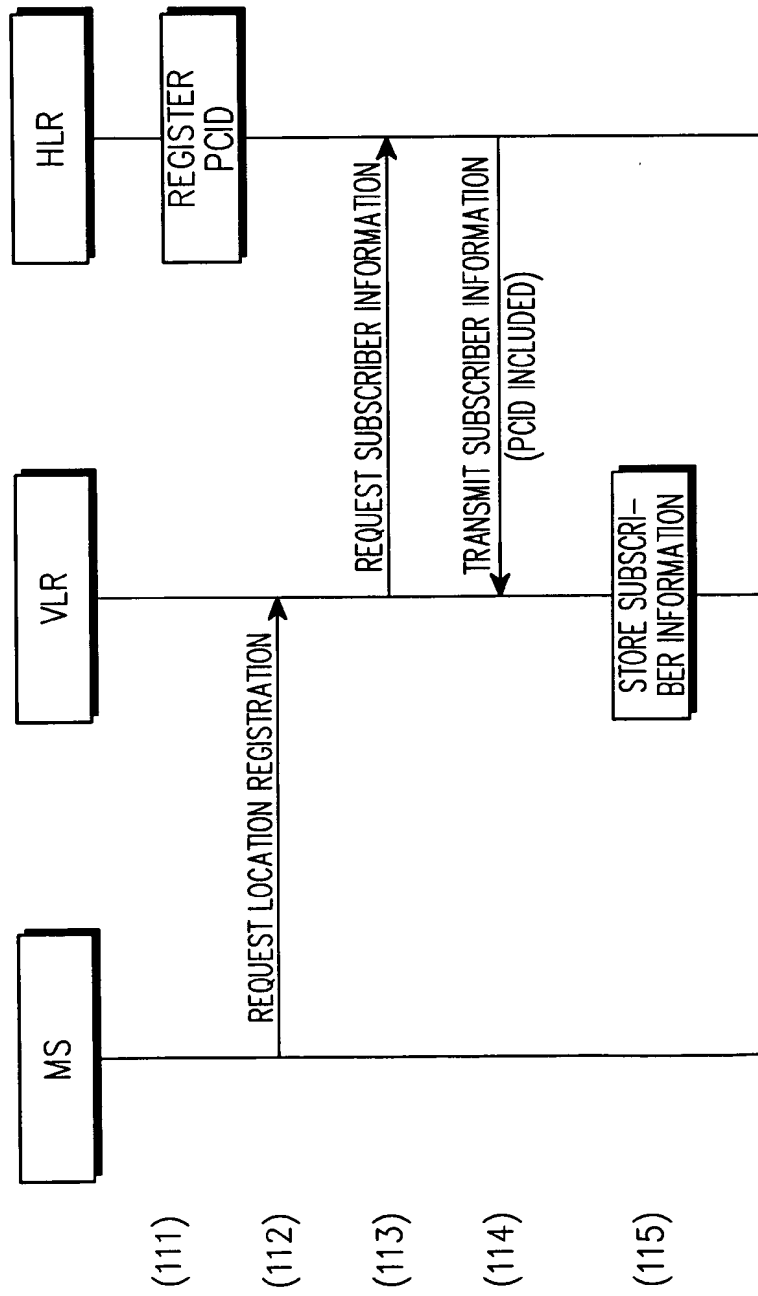 MS
VLR
HLR
(111)
REGISTER
PCID
(112)
REQUEST LOCATION REGISTRATION
(113)
REQUEST SUBSCRIBER INFORMATION
(114)
TRANSMIT SUBSCRIBER INFORMATION
(PCID INCLUDED)
(115)
STORE SUBSCRI-
BER INFORMATION